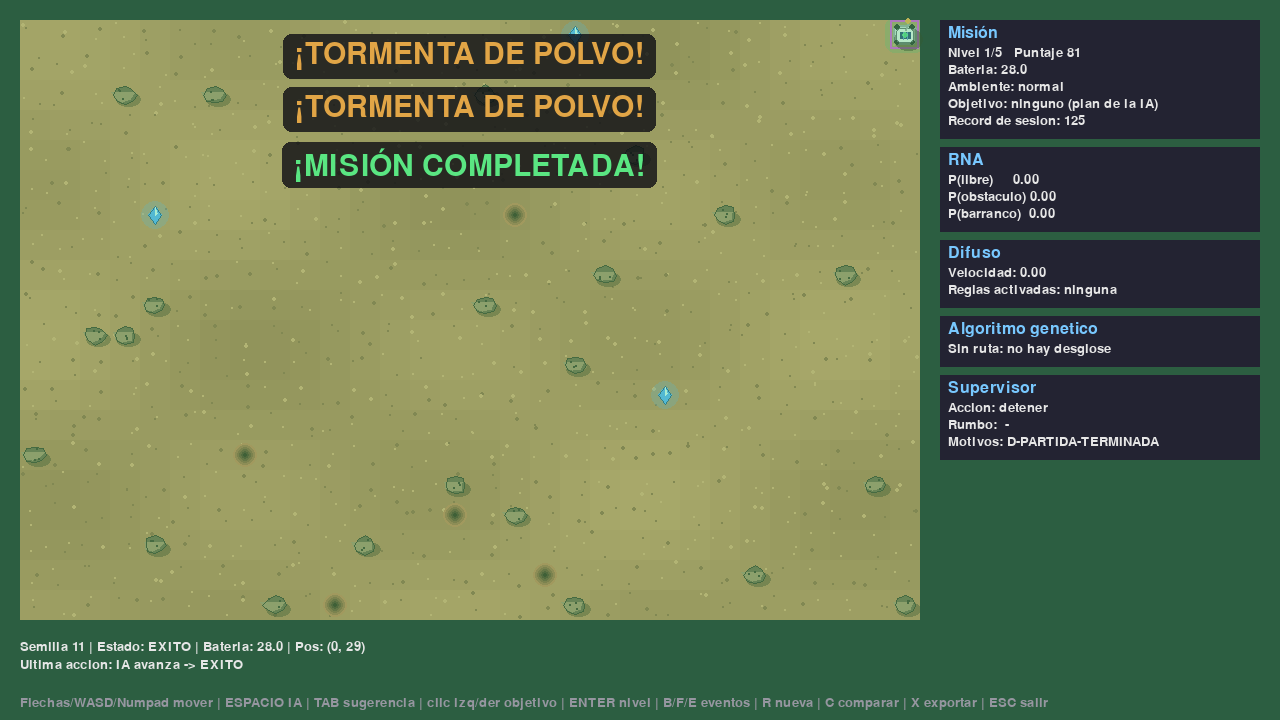 ¡TORMENTA DE POLVO!
¡TORMENTA DE POLVO!
¡MISIÓN COMPLETADA!
Misión
Nivel 1/5 Puntaje 81
Bateria: 28.0
Ambiente: normal
Objetivo: ninguno (plan de la IA)
Record de sesion: 125
RNA
P(libre) 0.00
P(obstaculo) 0.00
P(barranco) 0.00
Difuso
Velocidad: 0.00
Reglas activadas: ninguna
Algoritmo genetico
Sin ruta: no hay desglose
Supervisor
Accion: detener
Rumbo: -
Motivos: D-PARTIDA-TERMINADA
Semilla 11 | Estado: EXITO | Bateria: 28.0 | Pos: (0, 29)
Ultima accion: IA avanza -> EXITO
Flechas/WASD/Numpad mover | ESPACIO IA | TAB sugerencia | clic izq/der objetivo | ENTER nivel | B/F/E eventos | R nueva | C comparar | X exportar | ESC salir